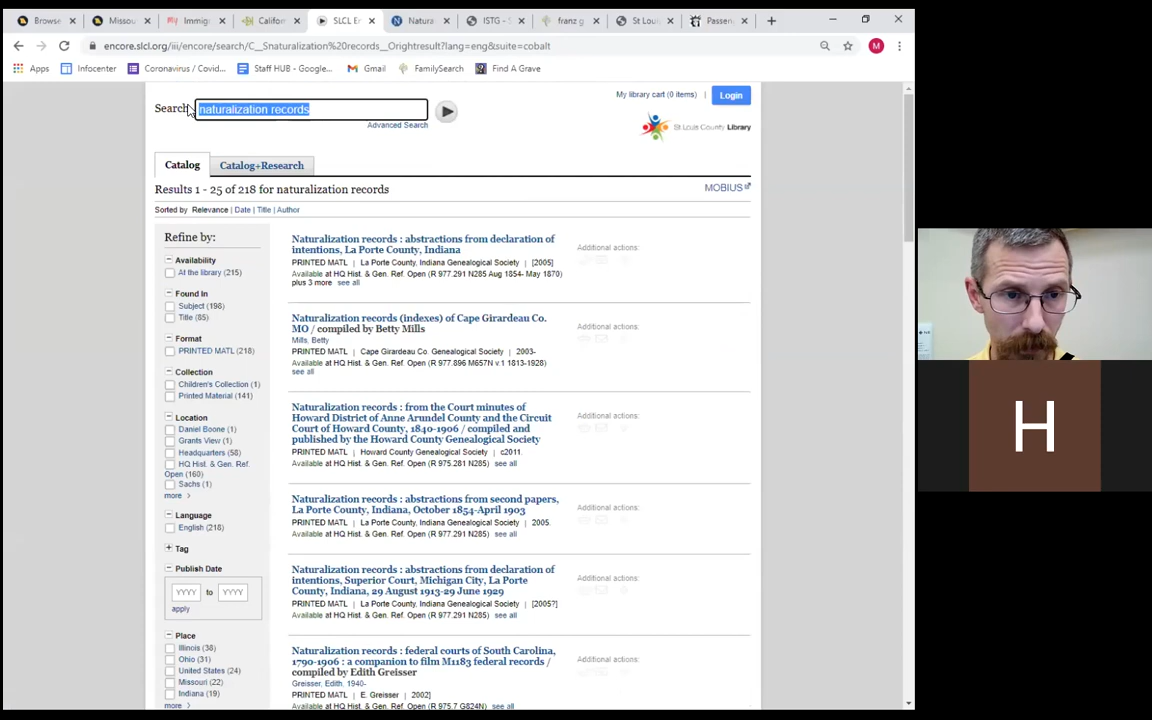 Browse
Missou
Immig
Califor
SLCL E
Natura
ISTG – S
franz g
St Loui
Passen
encore.slcl.org/iii/encore/search/C__Snaturalization%20records__Orightresult?lang=eng&suite=cobalt
M
Apps
Infocenter
Coronavirus / Covid...
Staff HUB - Google...
Gmail
FamilySearch
Find A Grave
Search
naturalization records
Advanced Search
My library cart (0 items) | Login
St Louis County Library
Catalog
Catalog+Research
Results 1 - 25 of 218 for naturalization records
MOBIUS
Sorted by Relevance | Date | Title | Author
Refine by:
Availability
At the library (215)
Found In
Subject (198)
Title (85)
Format
PRINTED MATL (218)
Collection
Children's Collection (1)
Printed Material (141)
Location
Daniel Boone (1)
Grants View (1)
Headquarters (58)
HQ Hist. & Gen. Ref.
Open (160)
Sachs (1)
more >
Language
English (218)
Tag
Publish Date
YYYY to YYYY
apply
Place
Illinois (38)
Ohio (31)
United States (24)
Missouri (22)
Indiana (19)
more >
Naturalization records : abstractions from declaration of
intentions, La Porte County, Indiana
PRINTED MATL | La Porte County, Indiana Genealogical Society | [2005]
Available at HQ Hist. & Gen. Ref. Open (R 977.291 N285 Aug 1854- May 1870)
plus 3 more see all
Additional actions:
Naturalization records (indexes) of Cape Girardeau Co.
MO / compiled by Betty Mills
Mills, Betty
PRINTED MATL | Cape Girardeau Co. Genealogical Society | 2003-
Available at HQ Hist. & Gen. Ref. Open (R 977.896 M657N v.1 1813-1928)
see all
Additional actions:
Naturalization records : from the Court minutes of
Howard District of Anne Arundel County and the Circuit
Court of Howard County, 1840-1906 / compiled and
published by the Howard County Genealogical Society
PRINTED MATL | Howard County Genealogical Society | c2011.
Available at HQ Hist. & Gen. Ref. Open (R 975.281 N285) see all
Additional actions:
Naturalization records : abstractions from second papers,
La Porte County, Indiana, October 1854-April 1903
PRINTED MATL | La Porte County, Indiana Genealogical Society | 2005.
Available at HQ Hist. & Gen. Ref. Open (R 977.291 N285) see all
Additional actions:
Naturalization records : abstractions from declaration of
intentions, Superior Court, Michigan City, La Porte
County, Indiana, 29 August 1913-29 June 1929
PRINTED MATL | La Porte County, Indiana Genealogical Society | [2005?]
Available at HQ Hist. & Gen. Ref. Open (R 977.291 N285) see all
Additional actions:
Naturalization records : federal courts of South Carolina,
1790-1906 : a companion to film M1183 federal records /
compiled by Edith Greisser
Greisser, Edith, 1940-
PRINTED MATL | E. Greisser | 2002]
Available at HQ Hist. & Gen. Ref. Open (R 975.7 G824N) see all
Additional actions:
H